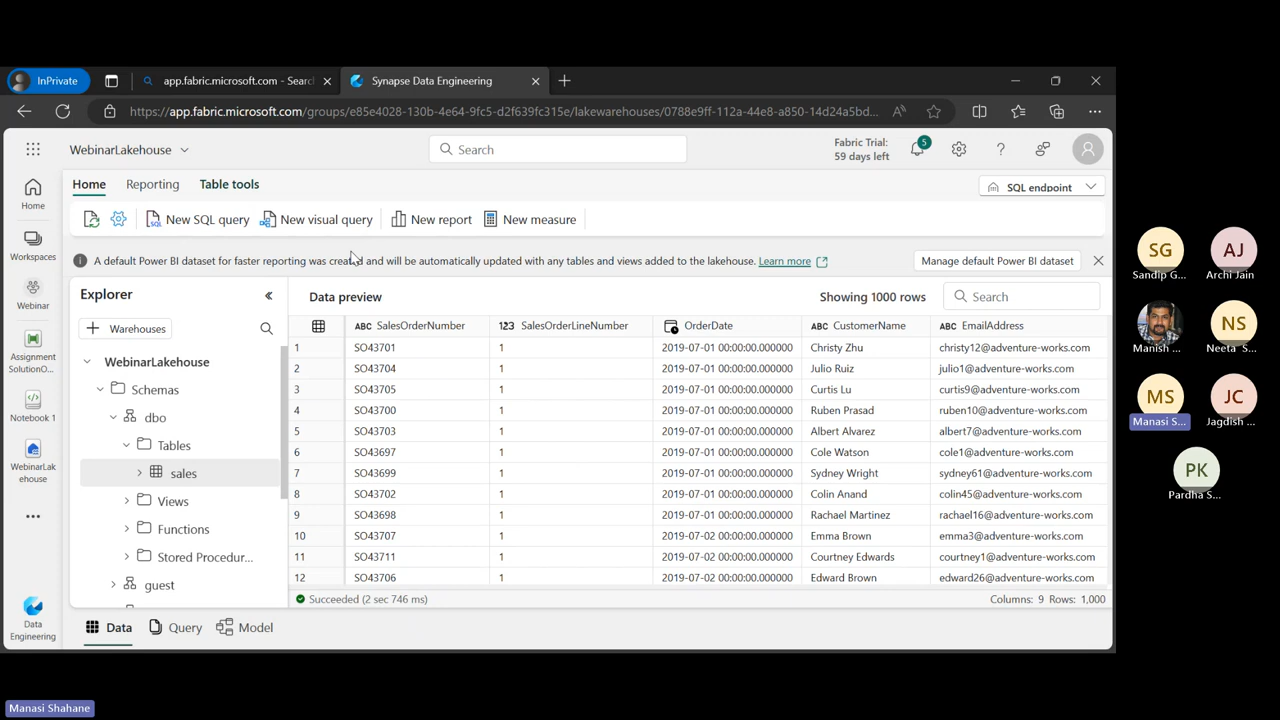 InPrivate
app.fabric.microsoft.com - Searc
Synapse Data Engineering
https://app.fabric.microsoft.com/groups/e85e4028-130b-4e64-9fc5-d2f639fc315e/lakewarehouses/0788e9ff-112a-44e8-a850-14d24a5bd...
WebinarLakehouse
Search
Fabric Trial:
59 days left
5
Home Reporting Table tools
SQL endpoint
New SQL query New visual query New report New measure
A default Power BI dataset for faster reporting was created and will be automatically updated with any tables and views added to the lakehouse. Learn more
Manage default Power BI dataset
Home
Workspaces
Webinar
Assignment
SolutionO...
Notebook 1
WebinarLak
ehouse
Data
Engineering
Explorer
+ Warehouses
WebinarLakehouse
Schemas
dbo
Tables
sales
Views
Functions
Stored Procedur...
guest
Data preview
Showing 1000 rows
Search
ABC SalesOrderNumber 123 SalesOrderLineNumber OrderDate ABC CustomerName ABC EmailAddress
1 SO43701 1 2019-07-01 00:00:00.000000 Christy Zhu christy12@adventure-works.com
2 SO43704 1 2019-07-01 00:00:00.000000 Julio Ruiz julio1@adventure-works.com
3 SO43705 1 2019-07-01 00:00:00.000000 Curtis Lu curtis9@adventure-works.com
4 SO43700 1 2019-07-01 00:00:00.000000 Ruben Prasad ruben10@adventure-works.com
5 SO43703 1 2019-07-01 00:00:00.000000 Albert Alvarez albert7@adventure-works.com
6 SO43697 1 2019-07-01 00:00:00.000000 Cole Watson cole1@adventure-works.com
7 SO43699 1 2019-07-01 00:00:00.000000 Sydney Wright sydney61@adventure-works.com
8 SO43702 1 2019-07-01 00:00:00.000000 Colin Anand colin45@adventure-works.com
9 SO43698 1 2019-07-01 00:00:00.000000 Rachael Martinez rachael16@adventure-works.com
10 SO43707 1 2019-07-02 00:00:00.000000 Emma Brown emma3@adventure-works.com
11 SO43711 1 2019-07-02 00:00:00.000000 Courtney Edwards courtney1@adventure-works.com
12 SO43706 1 2019-07-02 00:00:00.000000 Edward Brown edward26@adventure-works.com
Succeeded (2 sec 746 ms)
Columns: 9 Rows: 1,000
Data Query Model
SG AJ
Sandip G... Archi Jain
NS
Manish ... Neeta S...
MS JC
Manasi S... Jagdish ...
PK
Pardha S...
Manasi Shahane